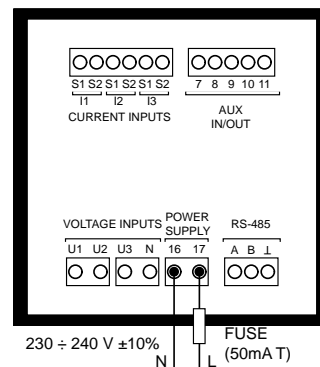 S1 S2 S1 S2 S1 S2 7 8 9 10 11
I1 I2 I3
CURRENT INPUTS
AUX
IN/OUT
VOLTAGE INPUTS POWER SUPPLY RS-485
U1 U2 U3 N 16 17 A B ⊥
230 ÷ 240 V ±10%
FUSE
(50mA T)
N L